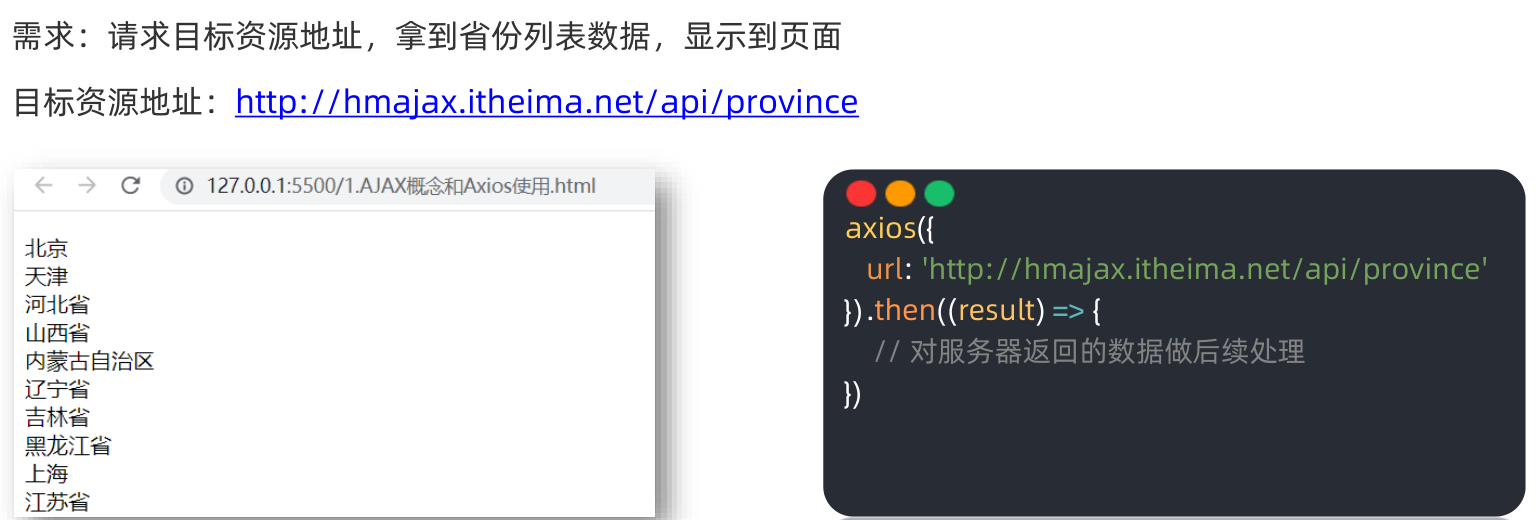 需求：请求目标资源地址，拿到省份列表数据，显示到页面
目标资源地址：http://hmajax.itheima.net/api/province
127.0.0.1:5500/1.AJAX概念和Axios使用.html
北京
天津
河北省
山西省
内蒙古自治区
辽宁省
吉林省
黑龙江省
上海
江苏省
axios({
url: 'http://hmajax.itheima.net/api/province'
}).then((result) => {
// 对服务器返回的数据做后续处理
})